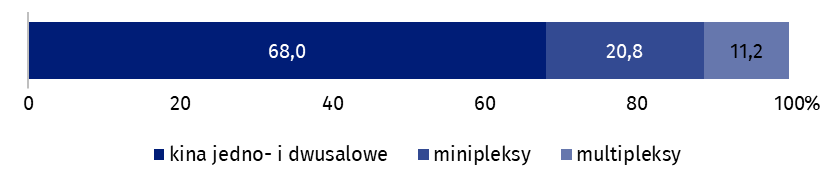 68,0 20,8 11,2
0 20 40 60 80 100%
kina jedno- i dwusalowe minipleksy multipleksy